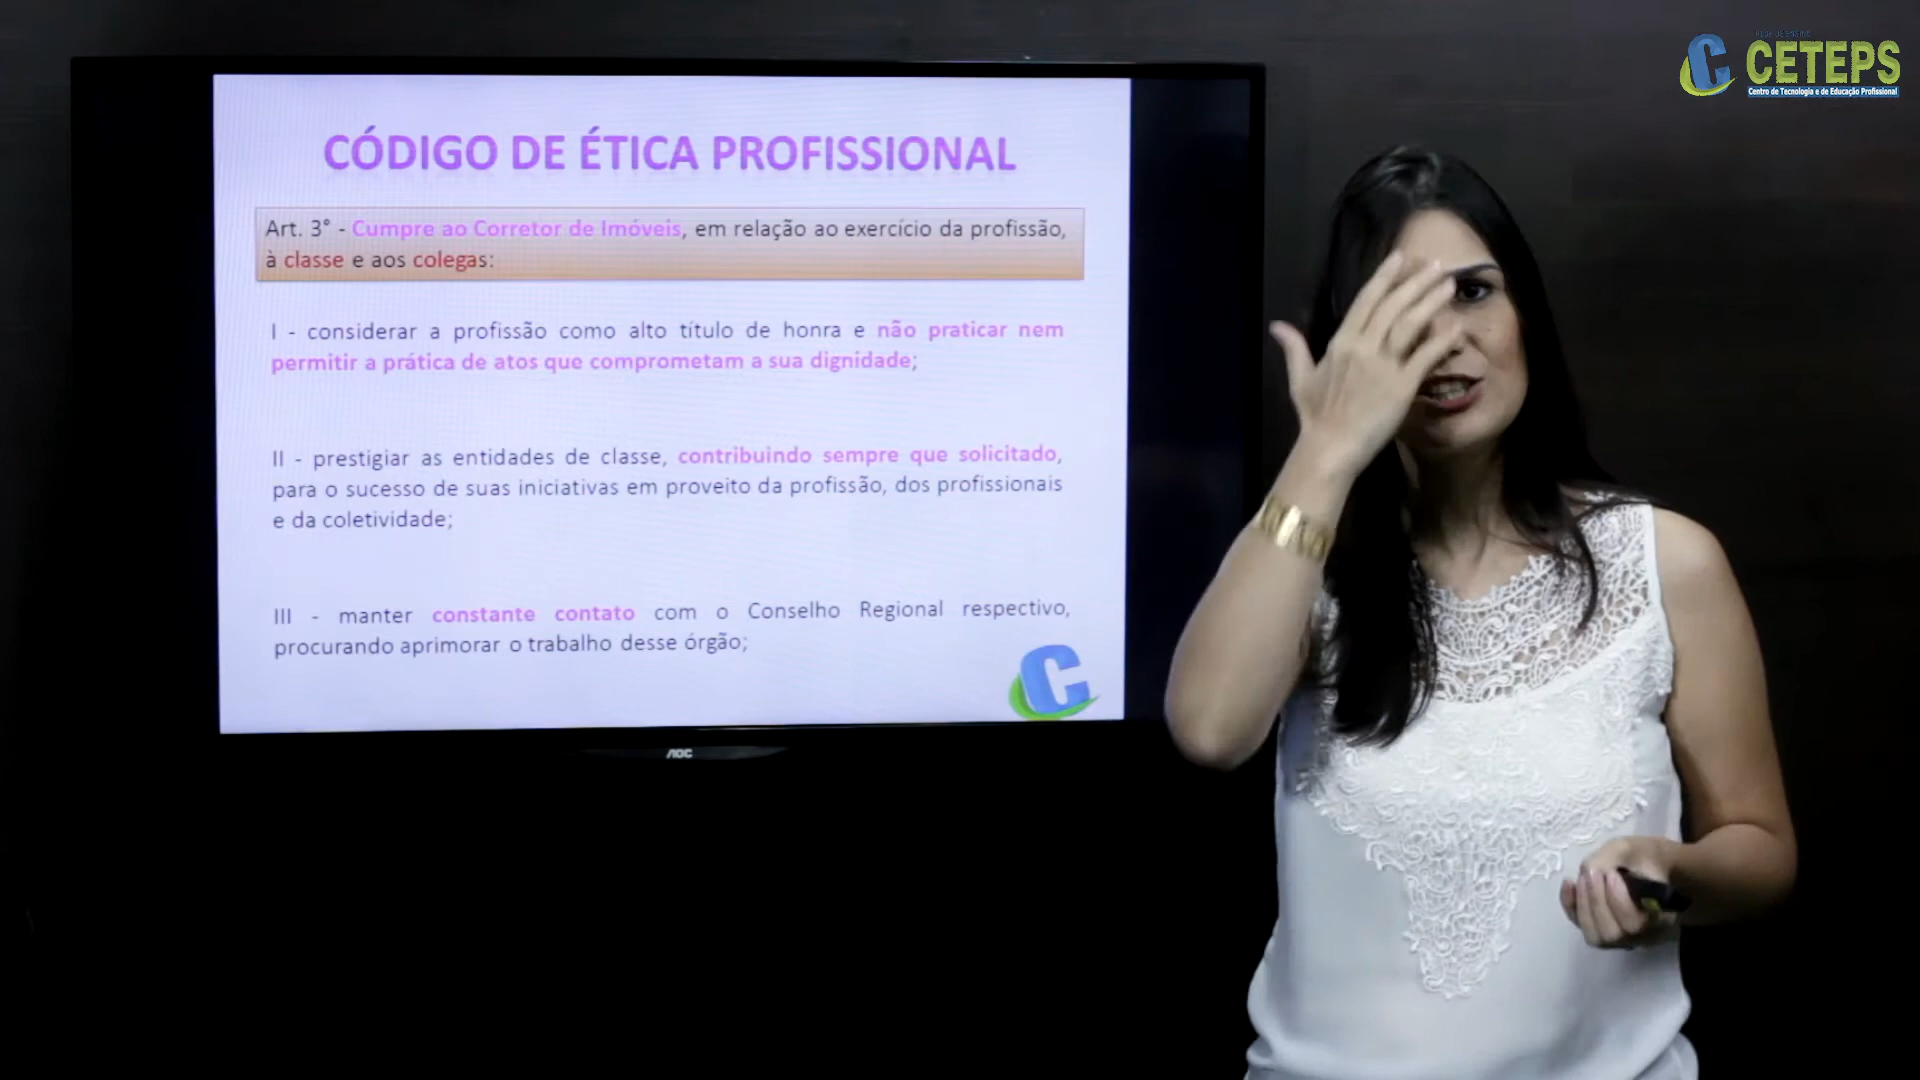 CETEPS
Centro de Tecnologia e de Educação Profissional
CÓDIGO DE ÉTICA PROFISSIONAL
Art. 3° - Cumpre ao Corretor de Imóveis, em relação ao exercício da profissão,
à classe e aos colegas:
I - considerar a profissão como alto título de honra e não praticar nem
permitir a prática de atos que comprometam a sua dignidade;
II - prestigiar as entidades de classe, contribuindo sempre que solicitado,
para o sucesso de suas iniciativas em proveito da profissão, dos profissionais
e da coletividade;
III - manter constante contato com o Conselho Regional respectivo,
procurando aprimorar o trabalho desse órgão;
AOC